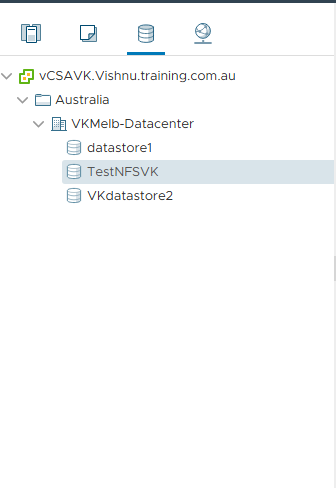 vCSAVK.Vishnu.training.com.au
Australia
VKMelb-Datacenter
datastore1
TestNFSVK
VKdatastore2